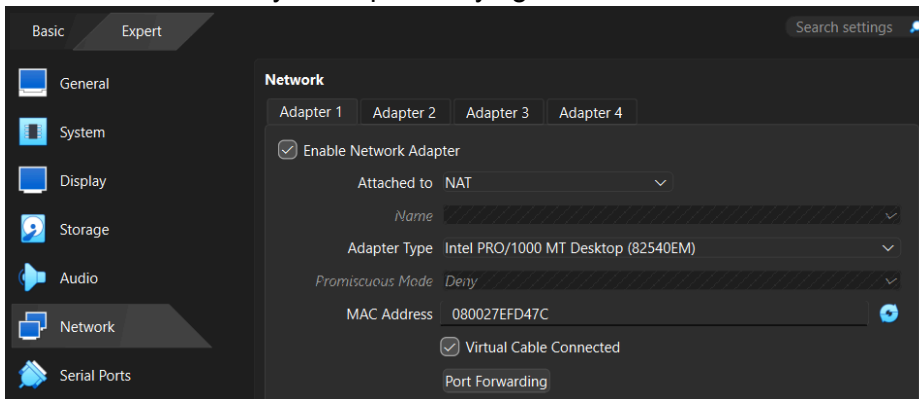 Basic Expert Search settings
General
System
Display
Storage
Audio
Network
Serial Ports
Network
Adapter 1 Adapter 2 Adapter 3 Adapter 4
Enable Network Adapter
Attached to NAT
Name
Adapter Type Intel PRO/1000 MT Desktop (82540EM)
Promiscuous Mode Deny
MAC Address 080027EFD47C
Virtual Cable Connected
Port Forwarding